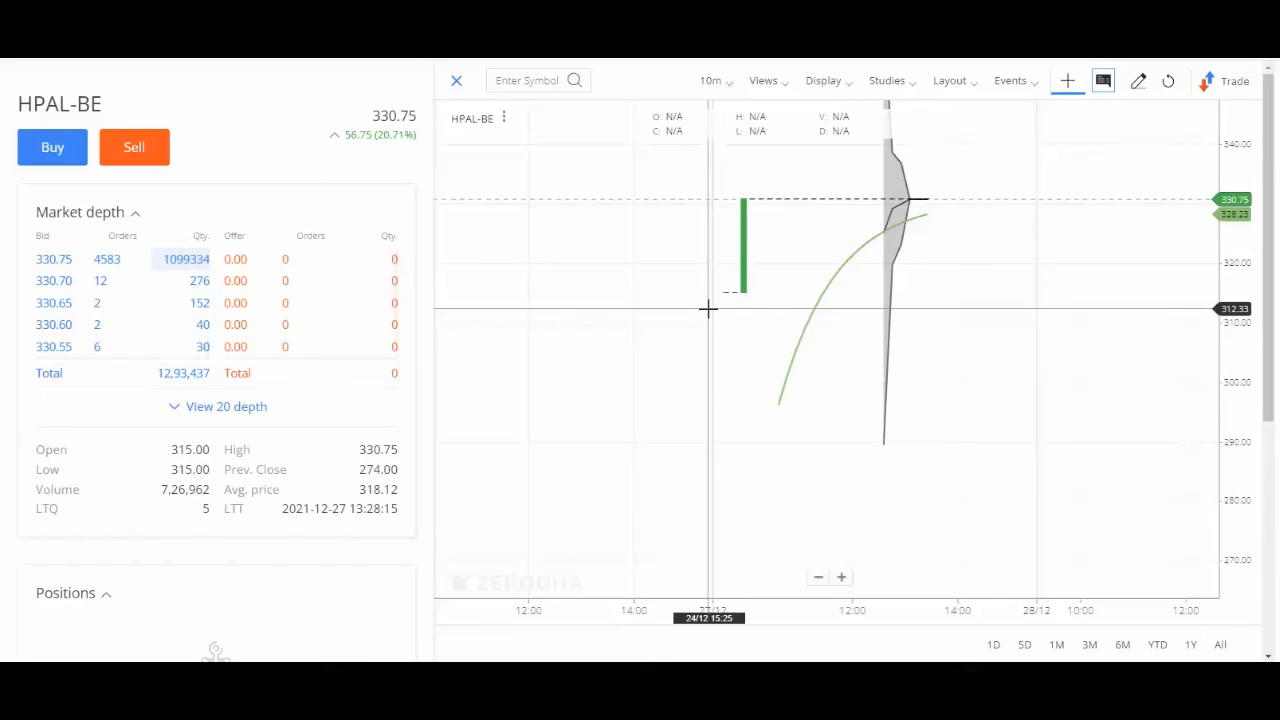 HPAL-BE
330.75
56.75 (20.71%)
Buy
Sell
Market depth
Bid Orders Qty. Offer Orders Qty.
330.75 4583 1099334 0.00 0 0
330.70 12 276 0.00 0 0
330.65 2 152 0.00 0 0
330.60 2 40 0.00 0 0
330.55 6 30 0.00 0 0
Total 12,93,437 Total 0
View 20 depth
Open 315.00 High 330.75
Low 315.00 Prev. Close 274.00
Volume 7,26,962 Avg. price 318.12
LTQ 5 LTT 2021-12-27 13:28:15
Positions
Enter Symbol 10m Views Display Studies Layout Events Trade
HPAL-BE
O: N/A H: N/A V: N/A
C: N/A L: N/A D: N/A
340.00
330.75
328.23
320.00
312.33
310.00
300.00
290.00
280.00
270.00
ZERODHA
12:00 14:00 27/12 12:00 14:00 28/12 10:00 12:00
24/12 15:25
1D 5D 1M 3M 6M YTD 1Y All